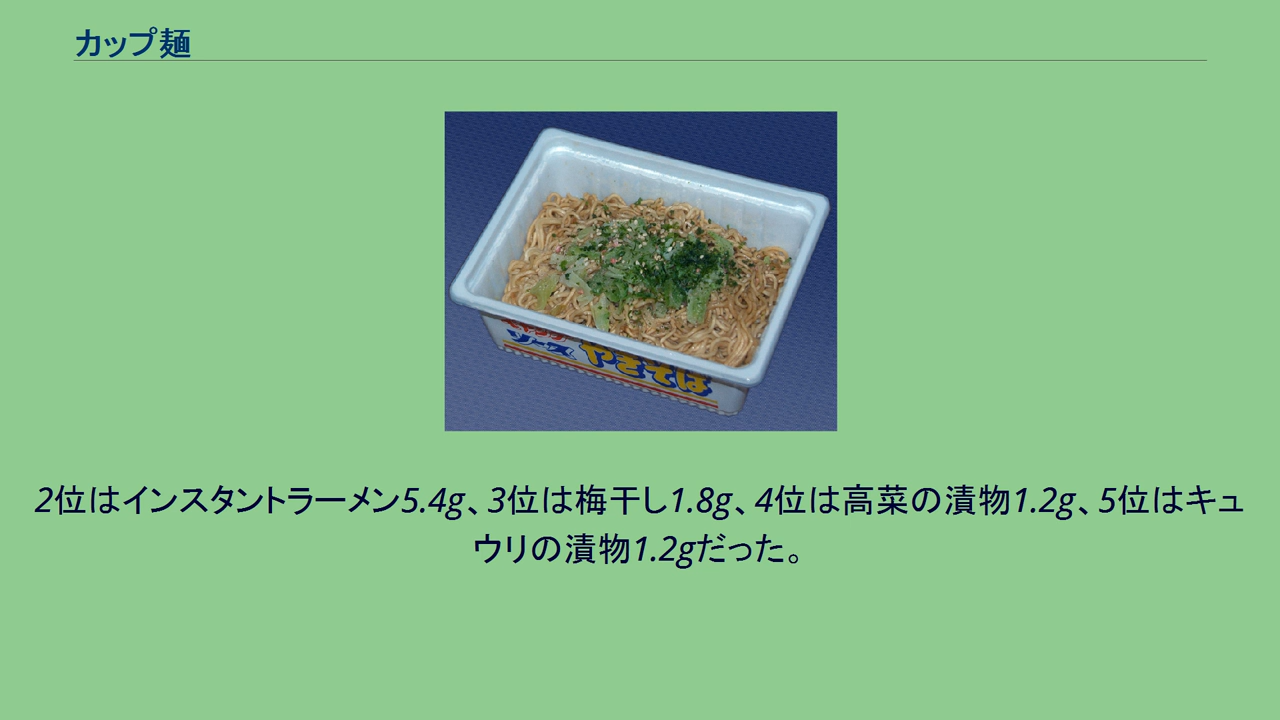 カップ麺
ソース
やきそば
2位はインスタントラーメン5.4g、3位は梅干し1.8g、4位は高菜の漬物1.2g、5位はキュ
ウリの漬物1.2gだった。